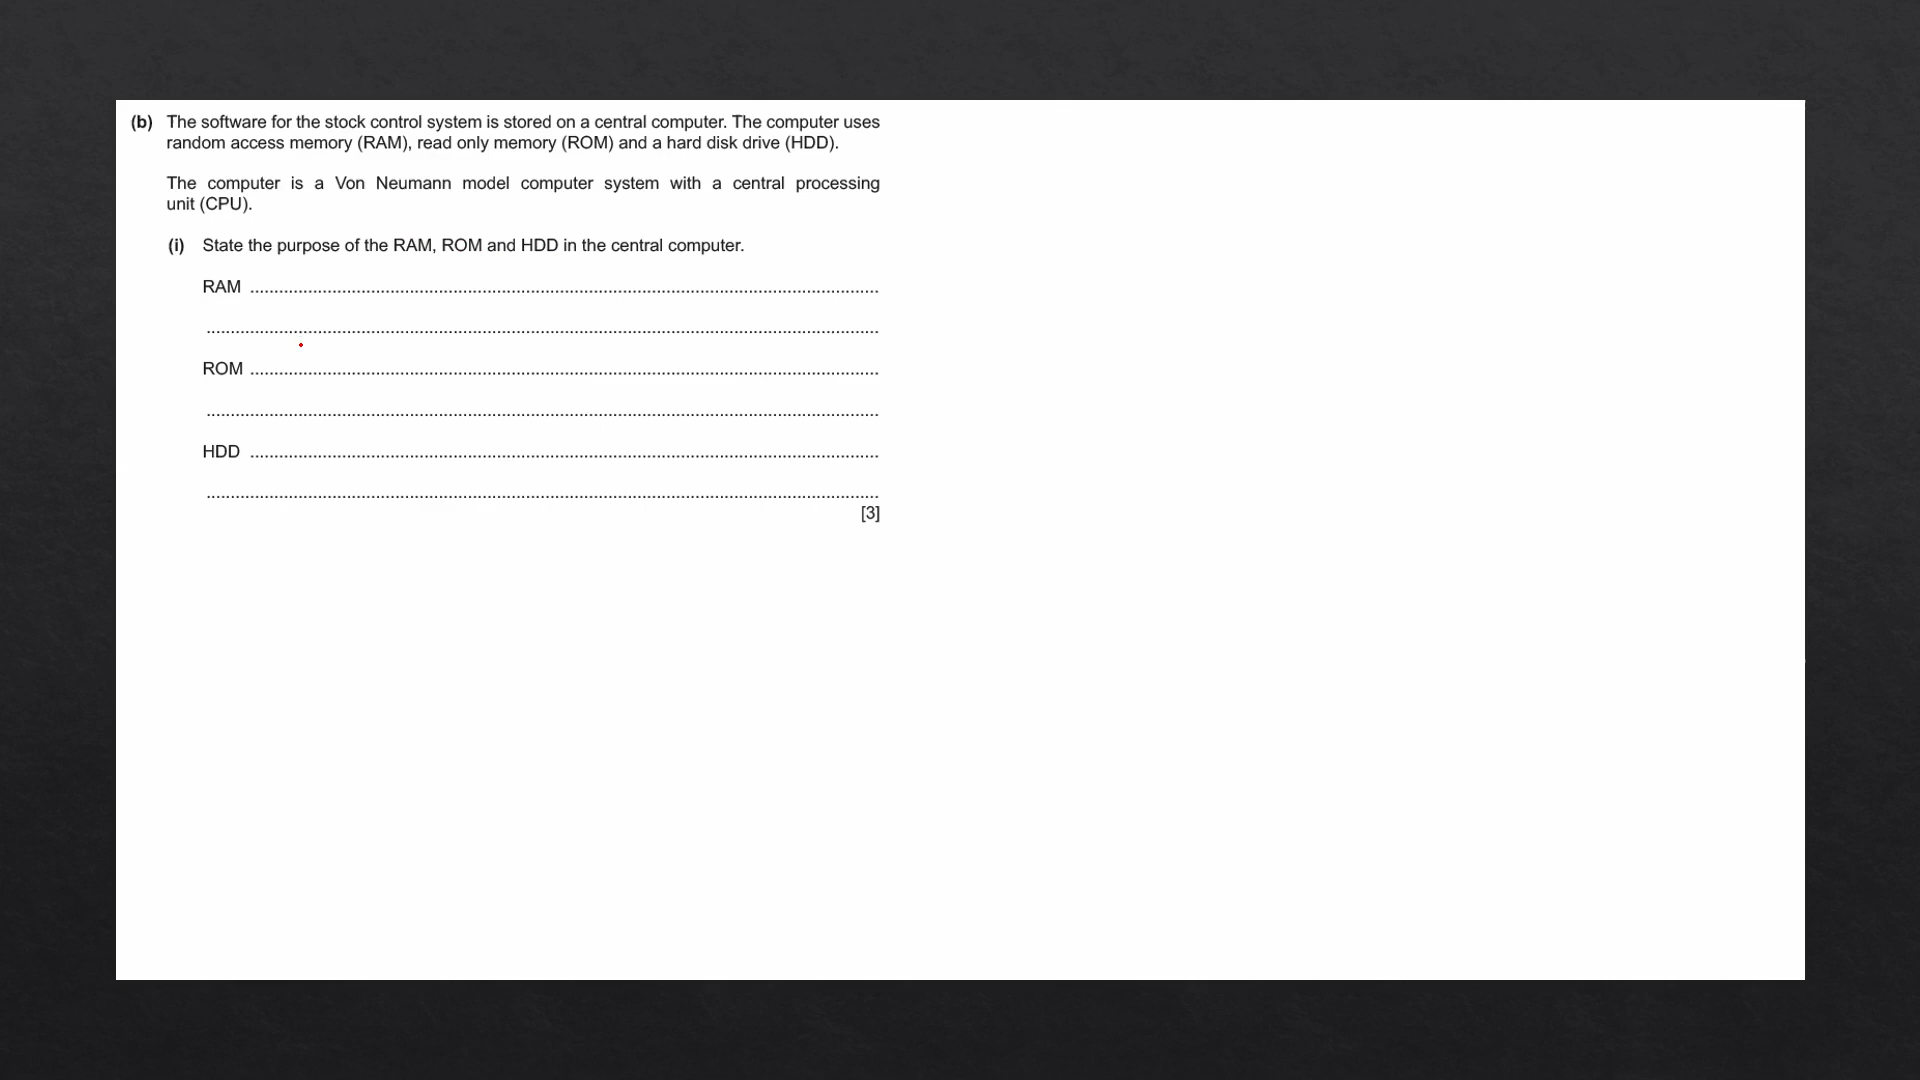 (b) The software for the stock control system is stored on a central computer. The computer uses
random access memory (RAM), read only memory (ROM) and a hard disk drive (HDD).
The computer is a Von Neumann model computer system with a central processing
unit (CPU).
(i) State the purpose of the RAM, ROM and HDD in the central computer.
RAM ....................................................................................................................................
............................................................................................................................................
ROM ....................................................................................................................................
............................................................................................................................................
HDD ....................................................................................................................................
............................................................................................................................................
[3]